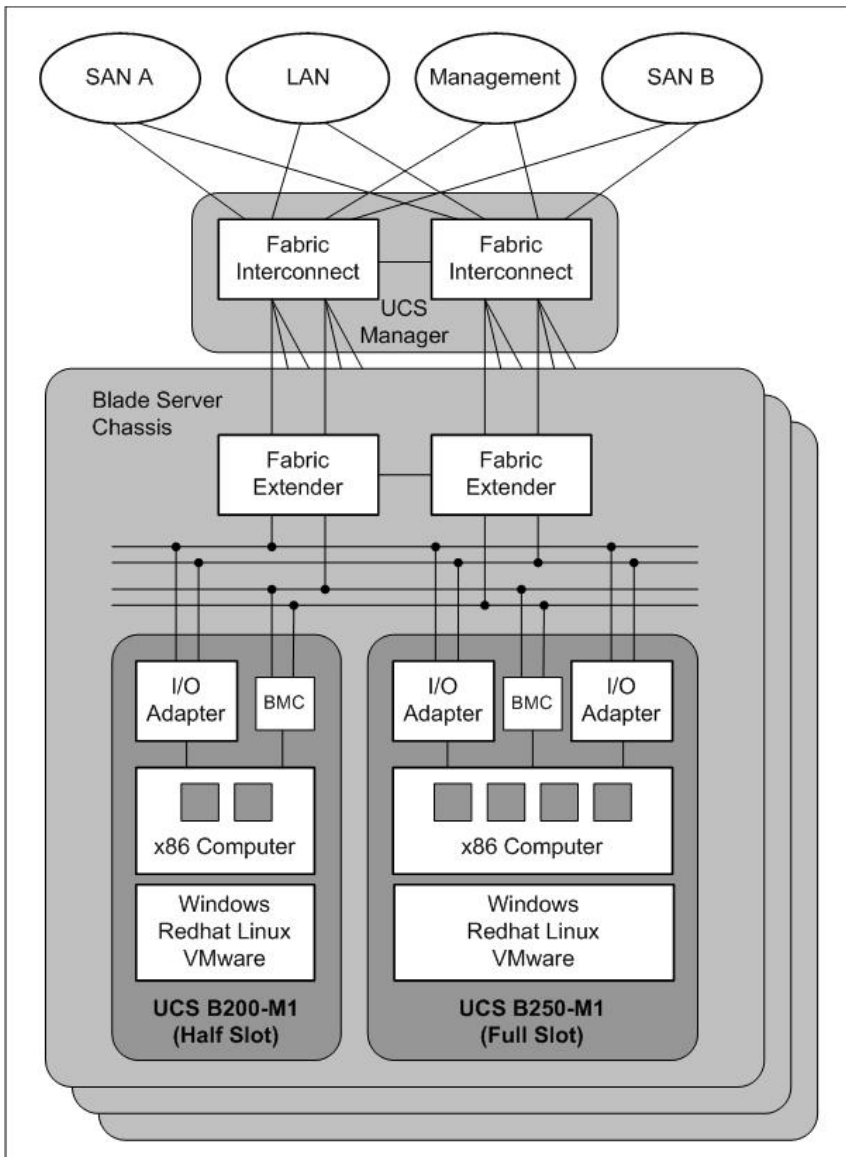 SAN A
LAN
Management
SAN B
Fabric
Interconnect
Fabric
Interconnect
UCS
Manager
Blade Server
Chassis
Fabric
Extender
Fabric
Extender
I/O
Adapter
BMC
I/O
Adapter
BMC
I/O
Adapter
x86 Computer
x86 Computer
Windows
Redhat Linux
VMware
Windows
Redhat Linux
VMware
UCS B200-M1
(Half Slot)
UCS B250-M1
(Full Slot)